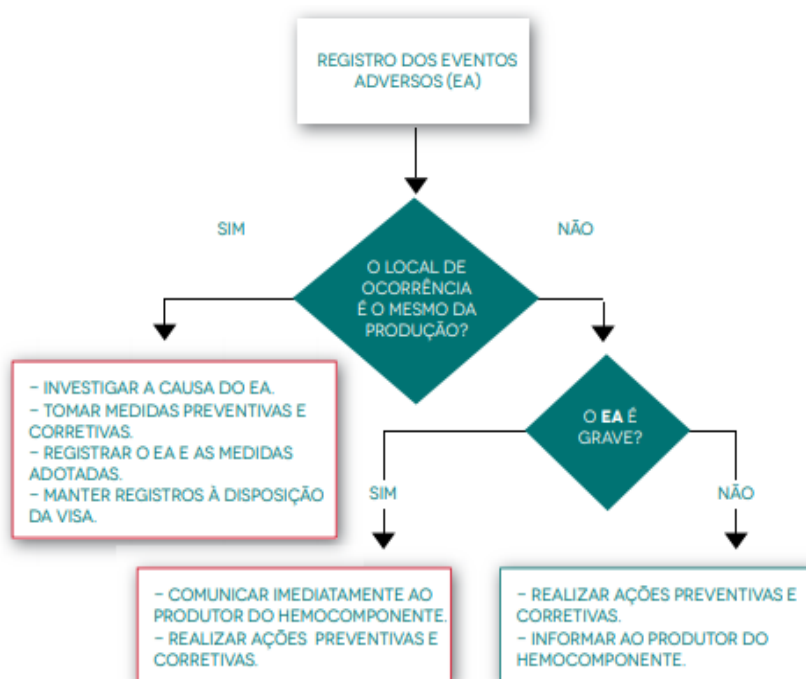 REGISTRO DOS EVENTOS
ADVERSOS (EA)
SIM
NÃO
O LOCAL DE
OCORRÊNCIA
É O MESMO DA
PRODUÇÃO?
– INVESTIGAR A CAUSA DO EA.
– TOMAR MEDIDAS PREVENTIVAS E
CORRETIVAS.
– REGISTRAR O EA E AS MEDIDAS
ADOTADAS.
– MANTER REGISTROS À DISPOSIÇÃO
DA VISA.
O EA É
GRAVE?
SIM
NÃO
– COMUNICAR IMEDIATAMENTE AO
PRODUTOR DO HEMOCOMPONENTE.
– REALIZAR AÇÕES PREVENTIVAS E
CORRETIVAS.
– REALIZAR AÇÕES PREVENTIVAS E
CORRETIVAS.
– INFORMAR AO PRODUTOR DO
HEMOCOMPONENTE.